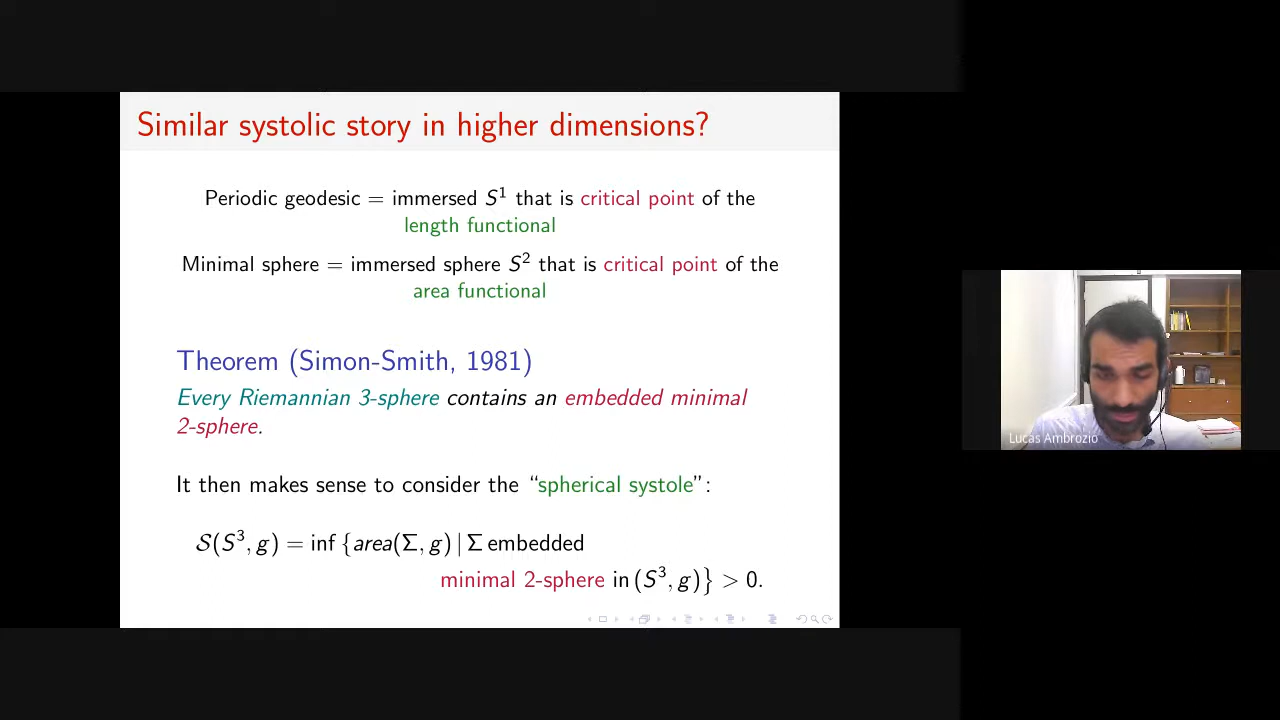 Similar systolic story in higher dimensions?
Periodic geodesic = immersed S¹ that is critical point of the
length functional
Minimal sphere = immersed sphere S² that is critical point of the
area functional
Theorem (Simon-Smith, 1981)
Every Riemannian 3-sphere contains an embedded minimal
2-sphere.
It then makes sense to consider the “spherical systole”:
𝒮(S³, g) = inf {area(Σ, g) | Σ embedded
minimal 2-sphere in (S³, g)} > 0.
Lucas Ambrozio